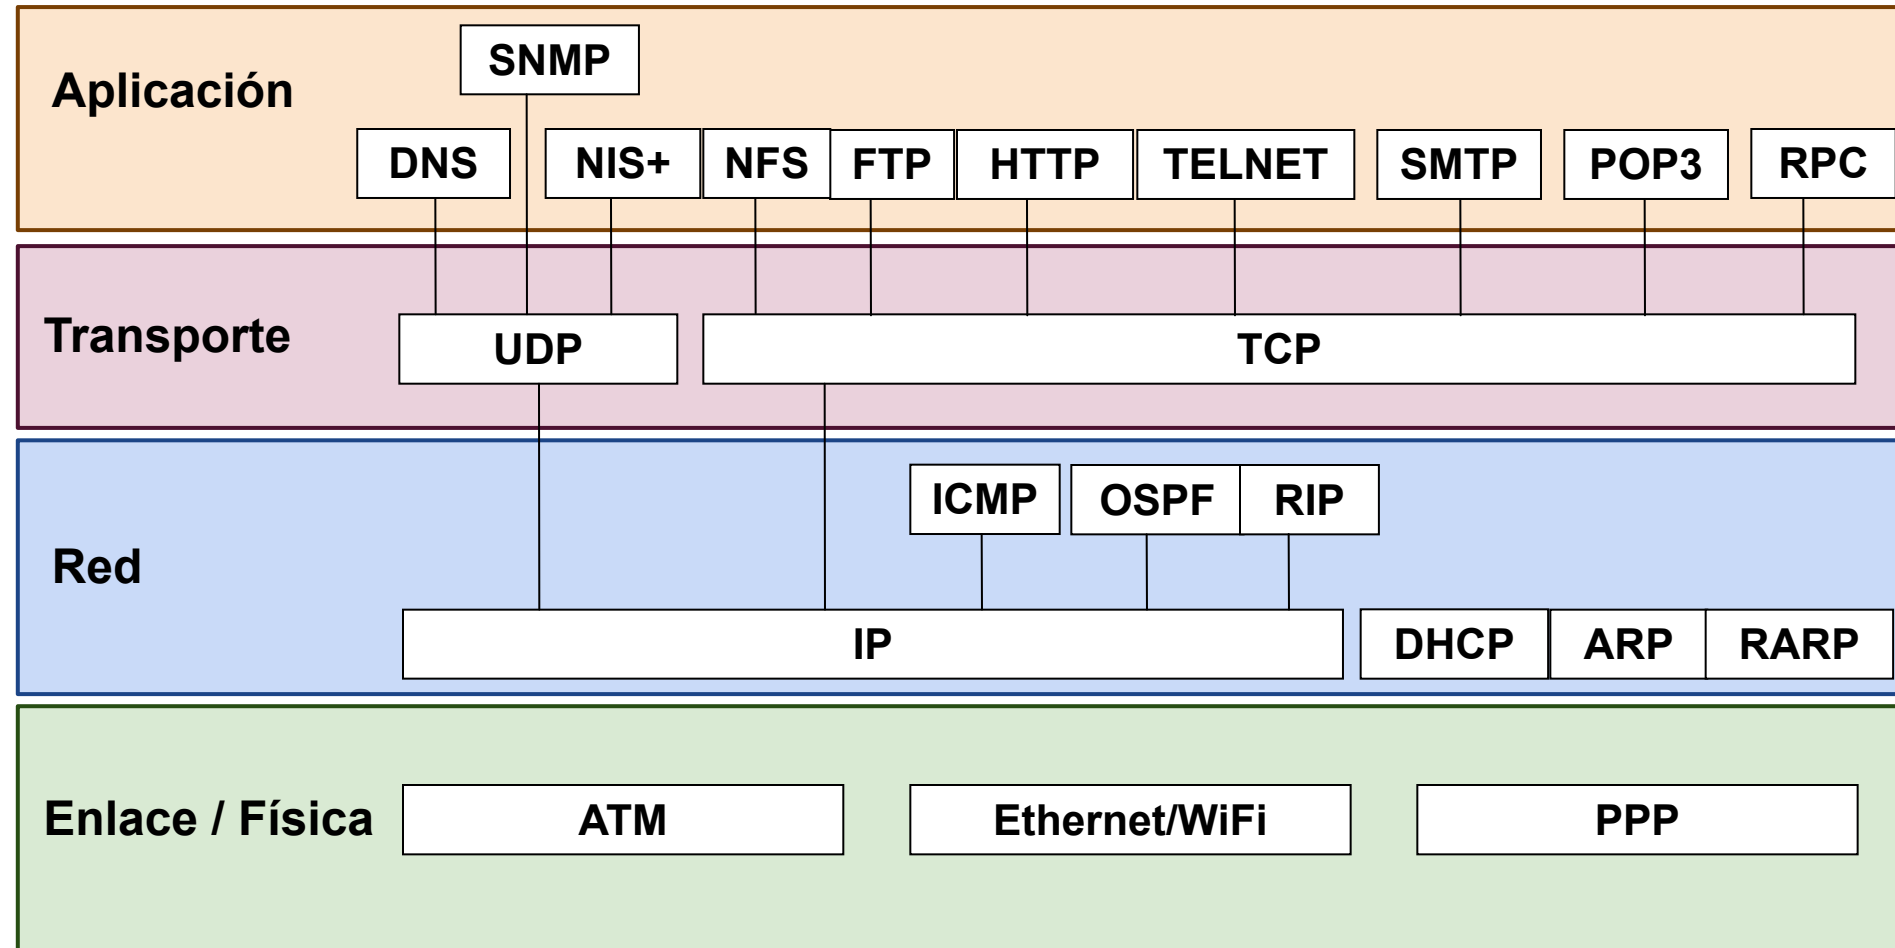 Aplicación
SNMP
DNS
NIS+
NFS
FTP
HTTP
TELNET
SMTP
POP3
RPC
Transporte
UDP
TCP
Red
ICMP
OSPF
RIP
IP
DHCP
ARP
RARP
Enlace / Física
ATM
Ethernet/WiFi
PPP